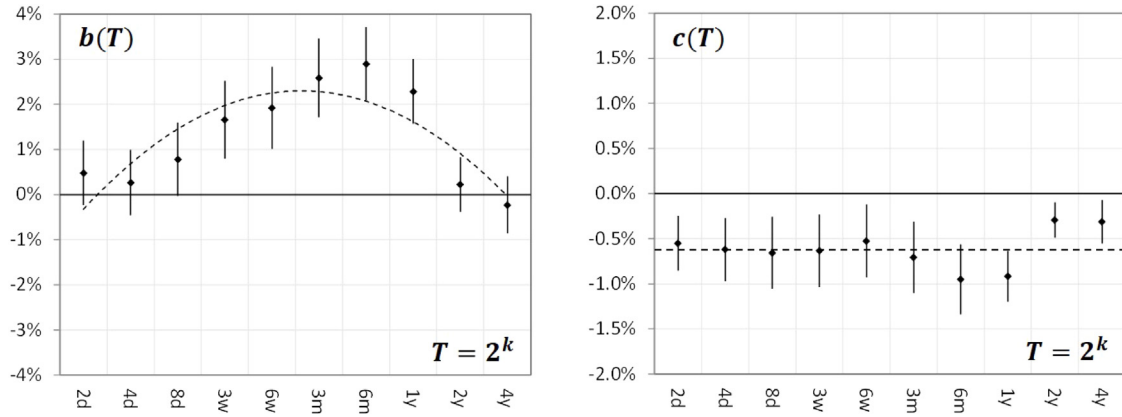 4%
3%
2%
1%
0%
-1%
-2%
-3%
-4%
b(T)
T = 2^k
2d
4d
8d
3w
6w
3m
6m
1y
2y
4y
2.0%
1.5%
1.0%
0.5%
0.0%
-0.5%
-1.0%
-1.5%
-2.0%
c(T)
T = 2^k
2d
4d
8d
3w
6w
3m
6m
1y
2y
4y